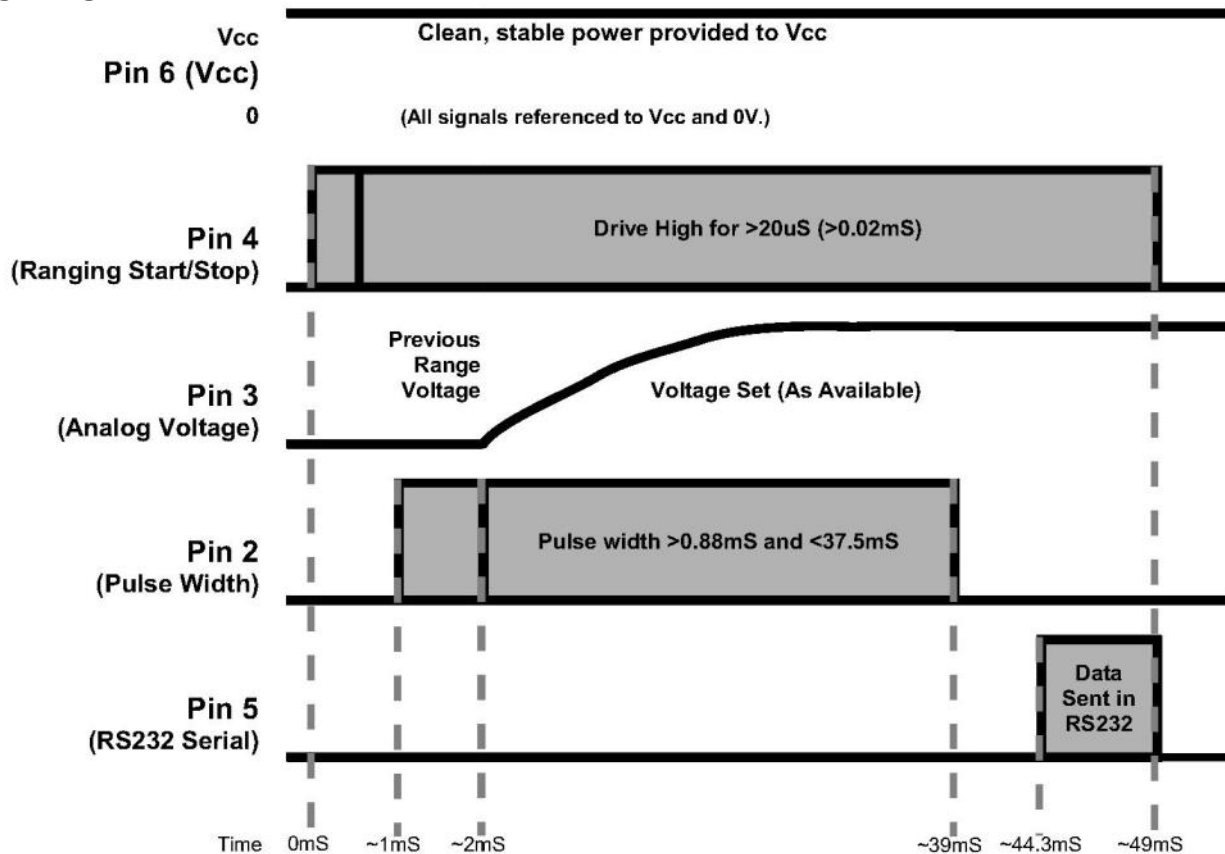 Vcc
Clean, stable power provided to Vcc
Pin 6 (Vcc)
0
(All signals referenced to Vcc and 0V.)
Drive High for >20uS (>0.02mS)
Pin 4
(Ranging Start/Stop)
Previous
Range
Voltage
Voltage Set (As Available)
Pin 3
(Analog Voltage)
Pulse width >0.88mS and <37.5mS
Pin 2
(Pulse Width)
Data
Sent in
RS232
Pin 5
(RS232 Serial)
Time 0mS ~1mS ~2mS ~39mS ~44.3mS ~49mS